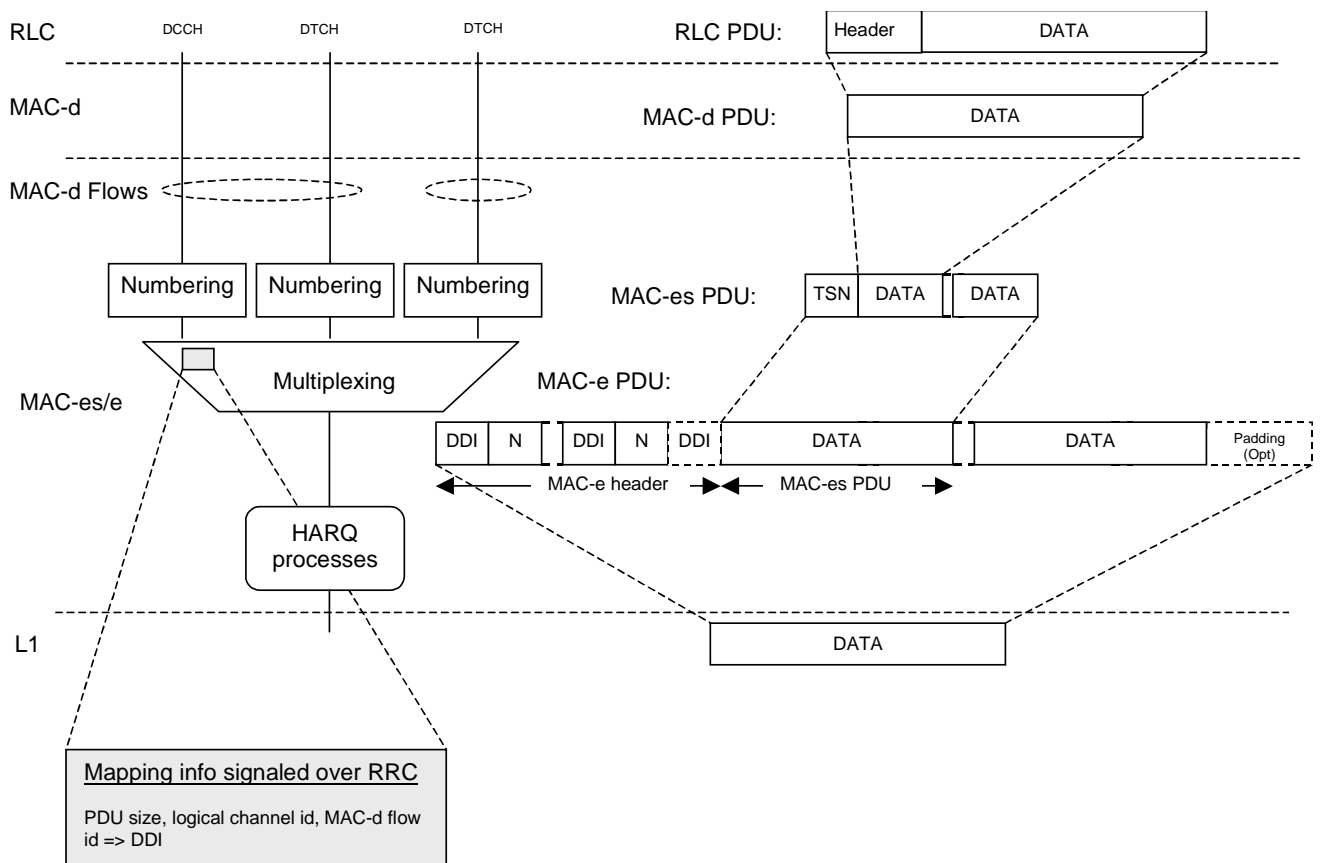 RLC DCCH DTCH DTCH RLC PDU: Header DATA
MAC-d MAC-d PDU: DATA
MAC-d Flows
Numbering Numbering Numbering MAC-es PDU: TSN DATA DATA
Multiplexing MAC-e PDU:
MAC-es/e
DDI N DDI N DDI DATA DATA Padding
(Opt)
MAC-e header MAC-es PDU
HARQ
processes
L1 DATA
Mapping info signaled over RRC
PDU size, logical channel id, MAC-d flow
id => DDI